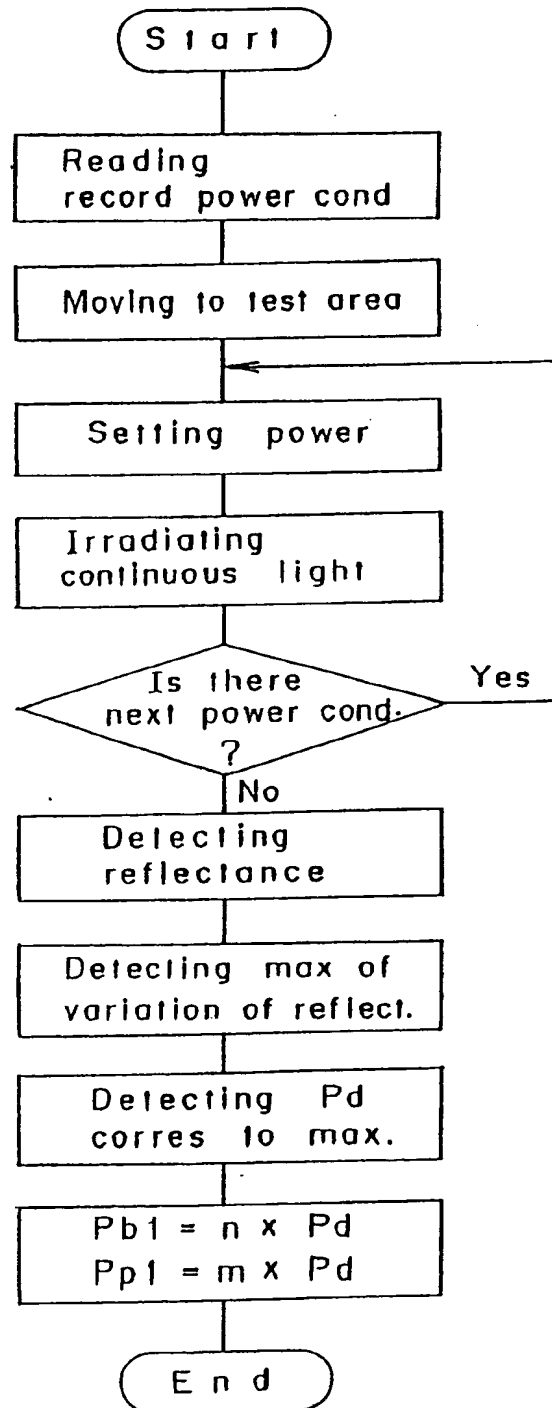 Start
Reading
record power cond
Moving to test area
Setting power
Irradiating
continuous light
Is there
next power cond.
?
Yes
No
Detecting
reflectance
Detecting max of
variation of reflect.
Detecting Pd
corres to max.
Pb1 = n x Pd
Pp1 = m x Pd
End